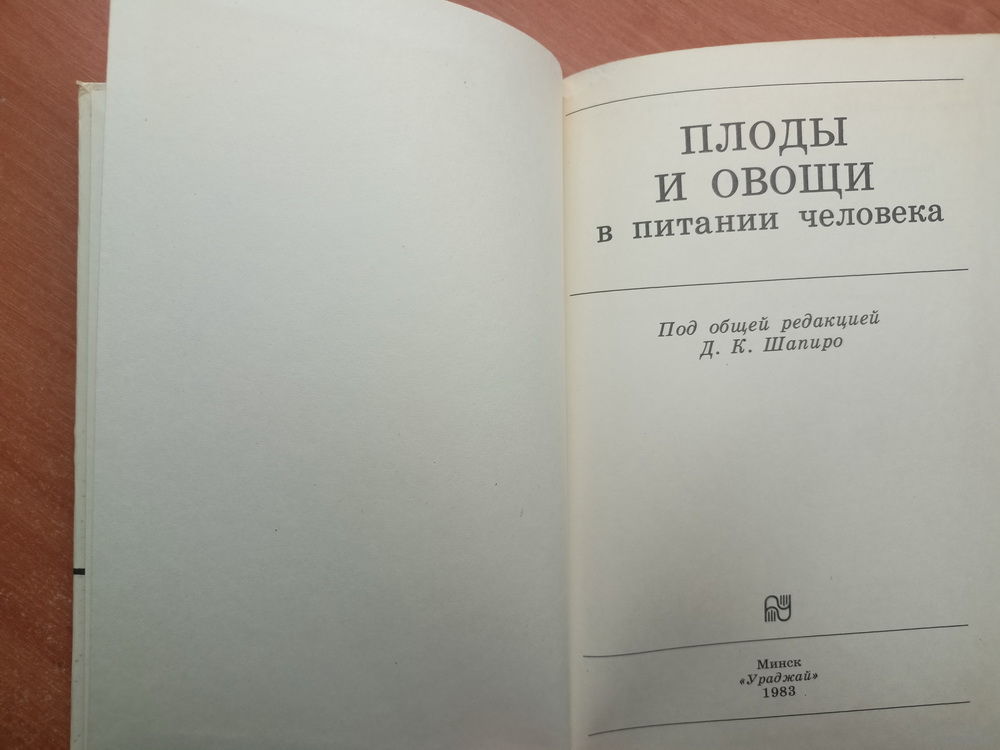 ПЛОДЫ
И ОВОЩИ
в питании человека
Под общей редакцией
Д. К. Шапиро
Минск
«Ураджай»
1983